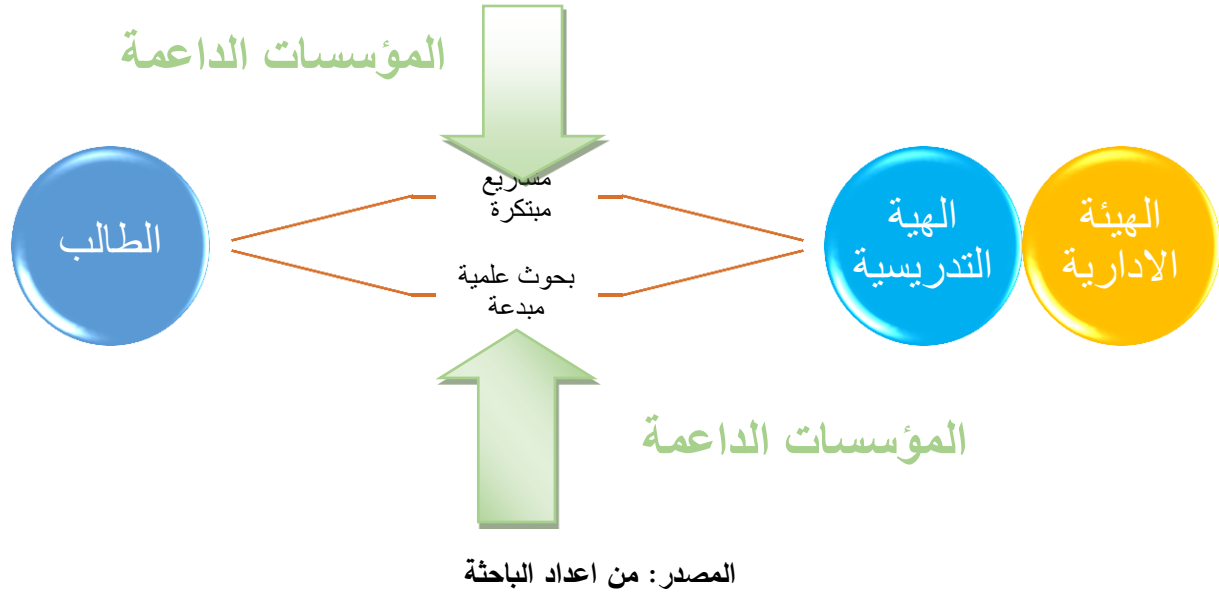 المؤسسات الداعمة
مشاريع
مبتكرة
الهيئة
الادارية
الهية
التدريسية
الطالب
بحوث علمية
مبدعة
المؤسسات الداعمة
المصدر: من اعداد الباحثة